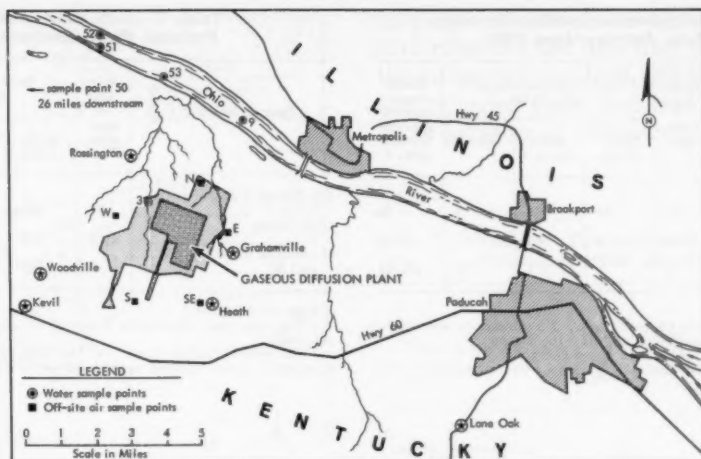 52
51
53
sample point 50
26 miles downstream
Ohio
9
ILLINOIS
Hwy 45
Metropolis
N
Rossington
N
3
River
W
E
Brookport
Grahamville
Woodville
GASEOUS DIFFUSION PLANT
Paducah
Kevil
S
SE
Heath
Hwy 60
LEGEND
Water sample points
Off-site air sample points
KENTUCKY
Lone Oak
0 1 2 3 4 5
Scale in Miles